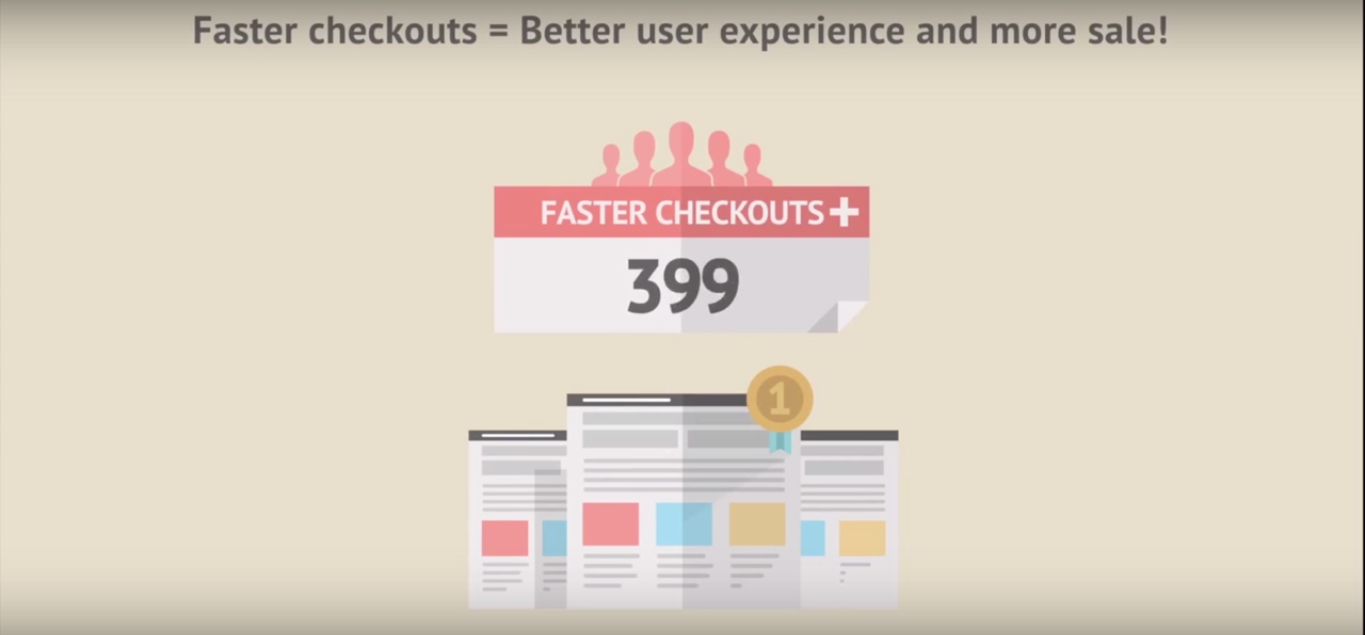 Faster checkouts = Better user experience and more sale!
FASTER CHECKOUTS +
399
1